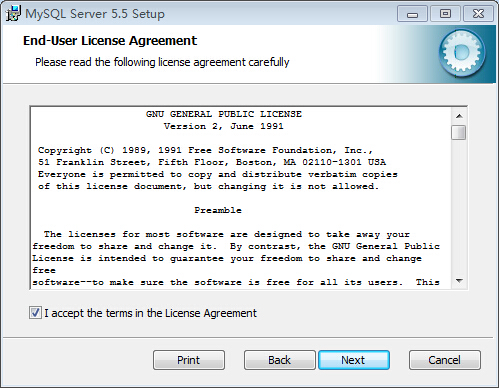 MySQL Server 5.5 Setup
End-User License Agreement
Please read the following license agreement carefully
GNU GENERAL PUBLIC LICENSE
Version 2, June 1991
Copyright (C) 1989, 1991 Free Software Foundation, Inc.,
51 Franklin Street, Fifth Floor, Boston, MA 02110-1301 USA
Everyone is permitted to copy and distribute verbatim copies
of this license document, but changing it is not allowed.
Preamble
The licenses for most software are designed to take away your
freedom to share and change it.  By contrast, the GNU General Public
License is intended to guarantee your freedom to share and change
free
software--to make sure the software is free for all its users.  This
I accept the terms in the License Agreement
Print Back Next Cancel